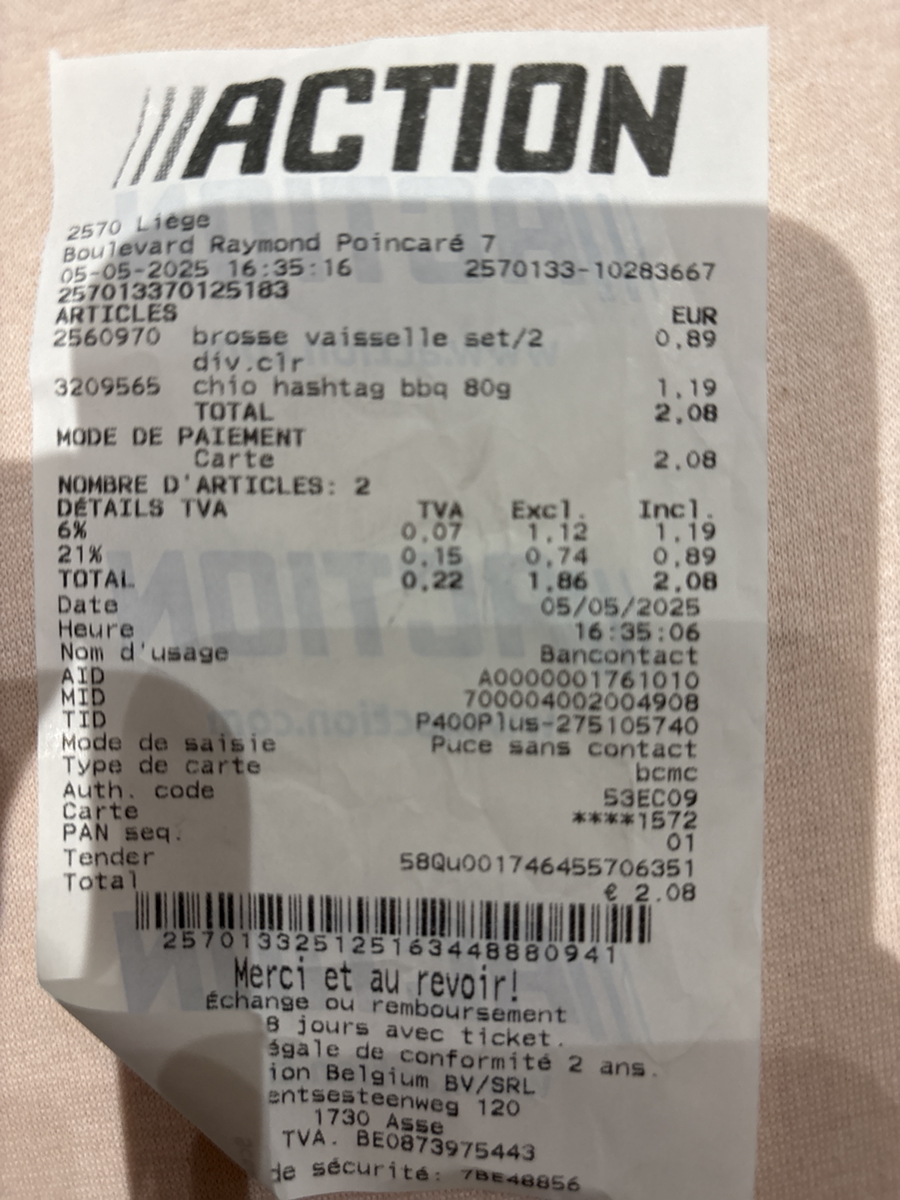 ACTION
2570 Liège
Boulevard Raymond Poincaré 7
05-05-2025 16:35:16 2570133-10283667
257013370125183
ARTICLES EUR
2560970 brosse vaisselle set/2 0,89
div.clr
3209565 chio hashtag bbq 80g 1,19
TOTAL 2,08
MODE DE PAIEMENT
Carte 2,08
NOMBRE D'ARTICLES: 2
DÉTAILS TVA TVA Excl. Incl.
6% 0,07 1,12 1,19
21% 0,15 0,74 0,89
TOTAL 0,22 1,86 2,08
Date 05/05/2025
Heure 16:35:06
Nom d'usage Bancontact
AID A0000001761010
MID 700004002004908
TID P400Plus-275105740
Mode de saisie Puce sans contact
Type de carte bcmc
Auth. code 53EC09
Carte ****1572
PAN seq. 01
Tender 58Qu001746455706351
Total € 2.08
2570133251251634488880941
Merci et au revoir!
Échange ou remboursement
8 jours avec ticket.
égale de conformité 2 ans.
ion Belgium BV/SRL
entsesteenweg 120
1730 Asse
TVA. BE0873975443
de sécurité: 7BE48856